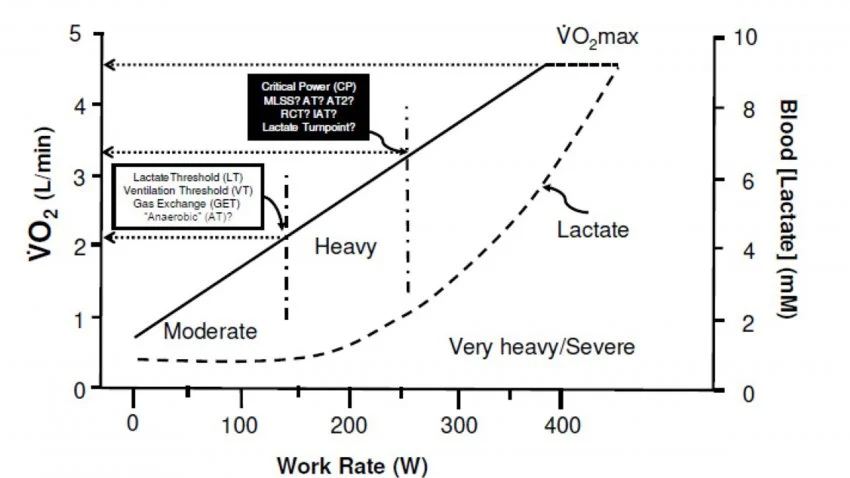 5
4
3
2
1
0
V̇O2 (L/min)
V̇O2max
10
8
6
4
2
0
Blood [Lactate] (mM)
Critical Power (CP)
MLSS? AT? AT2?
RCT? IAT?
Lactate Turnpoint?
Lactate Threshold (LT)
Ventilation Threshold (VT)
Gas Exchange (GET)
"Anaerobic" (AT)?
Heavy
Lactate
Moderate
Very heavy/Severe
0
100
200
300
400
Work Rate (W)